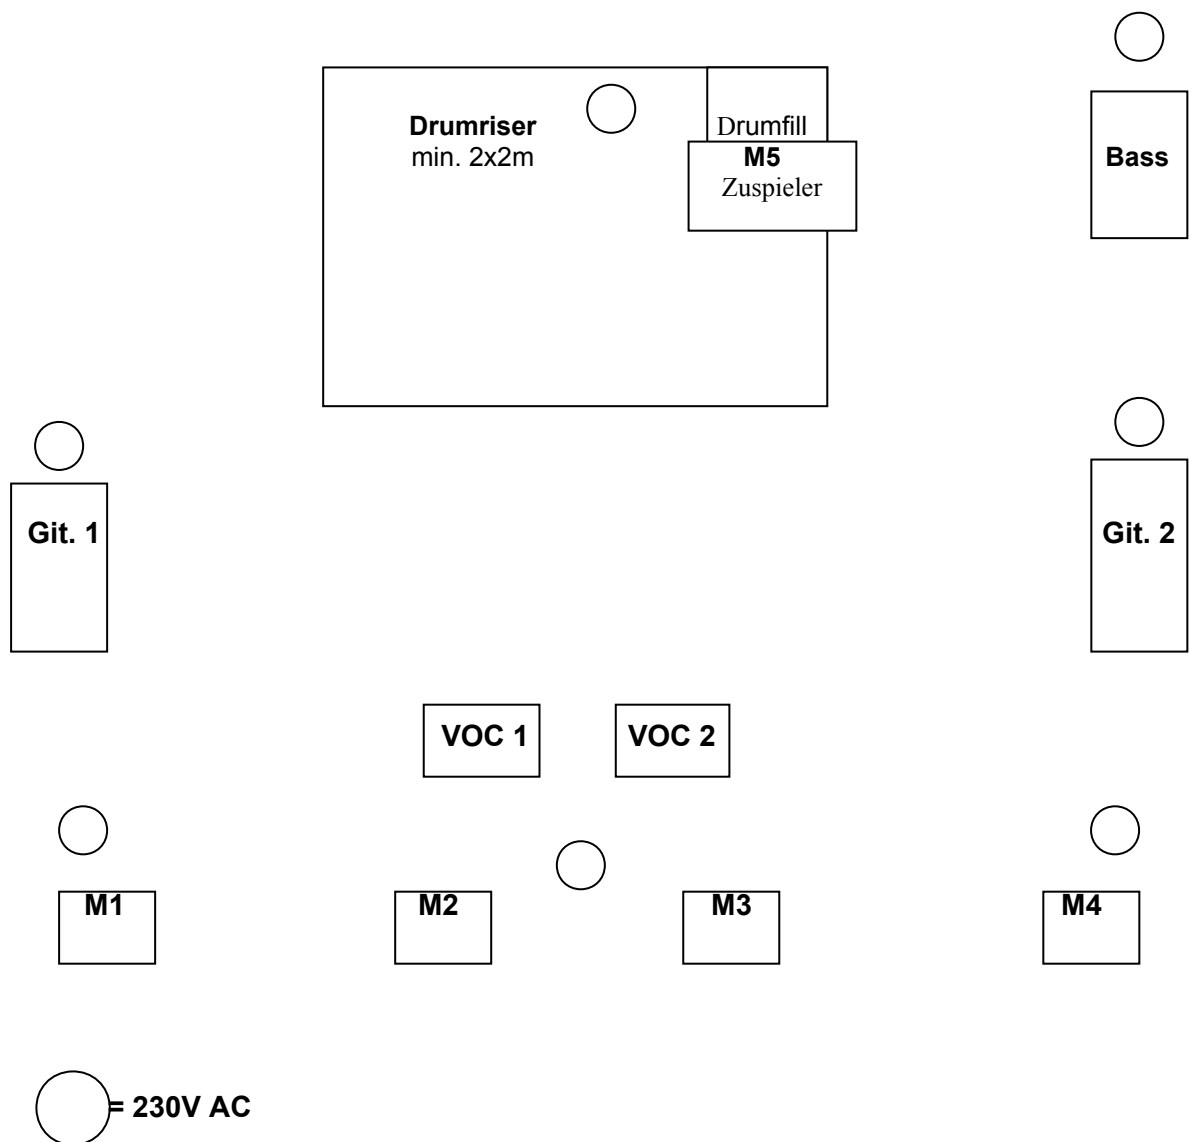 Drumriser
min. 2x2m
Drumfill
M5
Zuspieler
Bass
Git. 1
Git. 2
VOC 1
VOC 2
M1
M2
M3
M4
= 230V AC